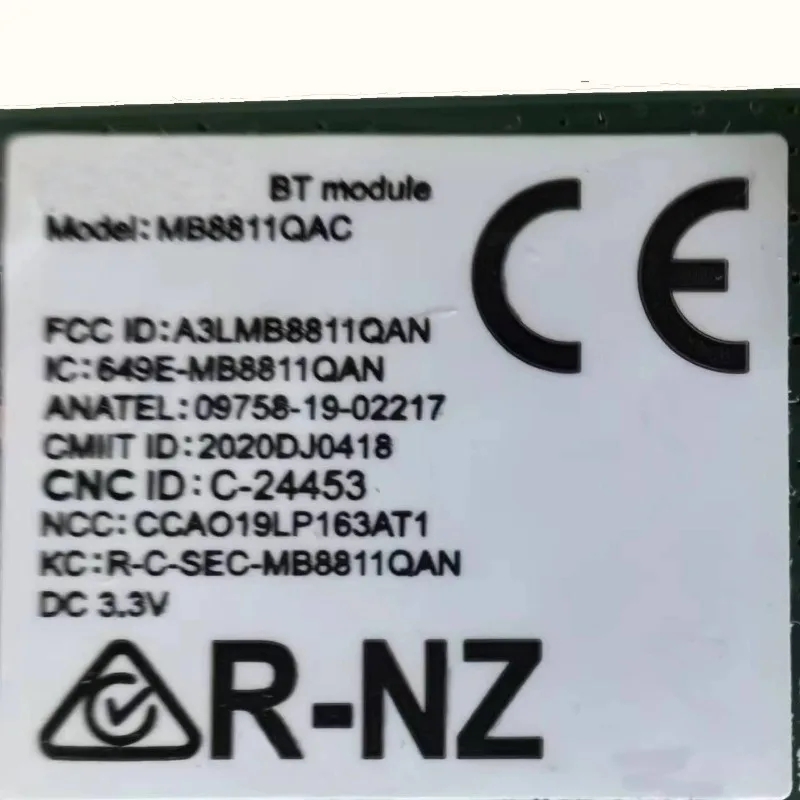 BT module
Model: MB8811QAC
CE
FCC ID: A3LMB8811QAN
IC: 649E-MB8811QAN
ANATEL: 09758-19-02217
CMIIT ID: 2020DJ0418
CNC ID: C-24453
NCC: CCAO19LP163AT1
KC: R-C-SEC-MB8811QAN
DC 3.3V
R-NZ